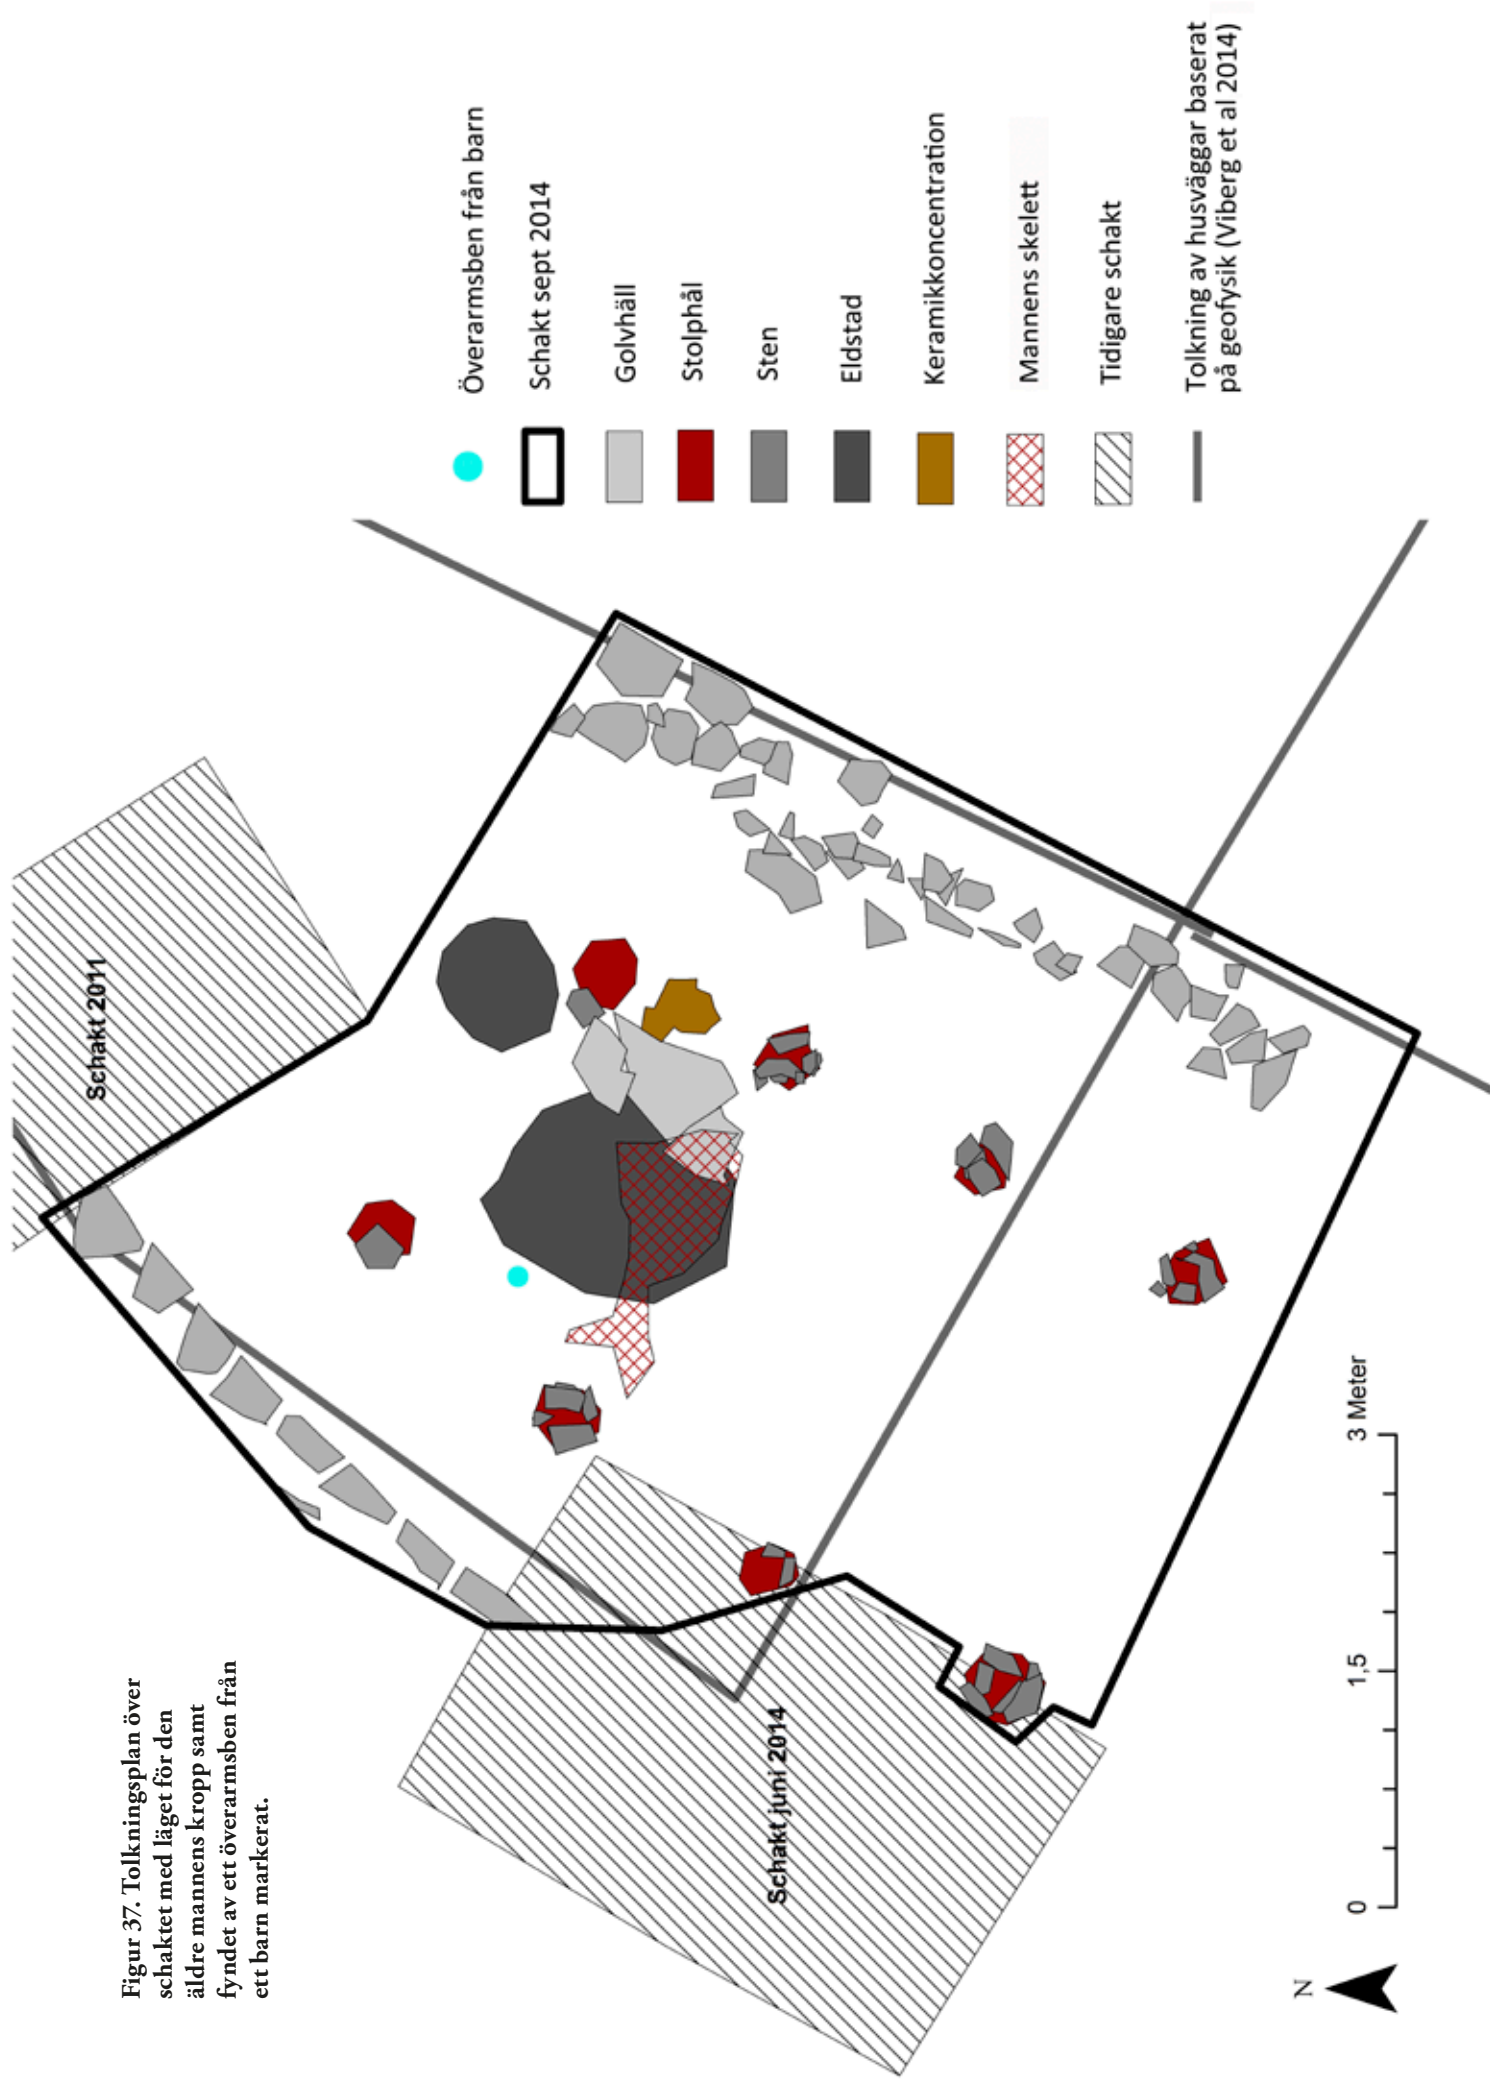 Figur 37. Tolkningsplan över
schaktet med läget för den
äldre mannens kropp samt
fyndet av ett överarmsben från
ett barn markerat.
Schakt 2011
Schakt juni 2014
Överarmsben från barn
Schakt sept 2014
Golvhäll
Stolphål
Sten
Eldstad
Keramikkoncentration
Mannens skelett
Tidigare schakt
Tolkning av husväggar baserat
på geofysik (Viberg et al 2014)
N
0 1,5 3 Meter